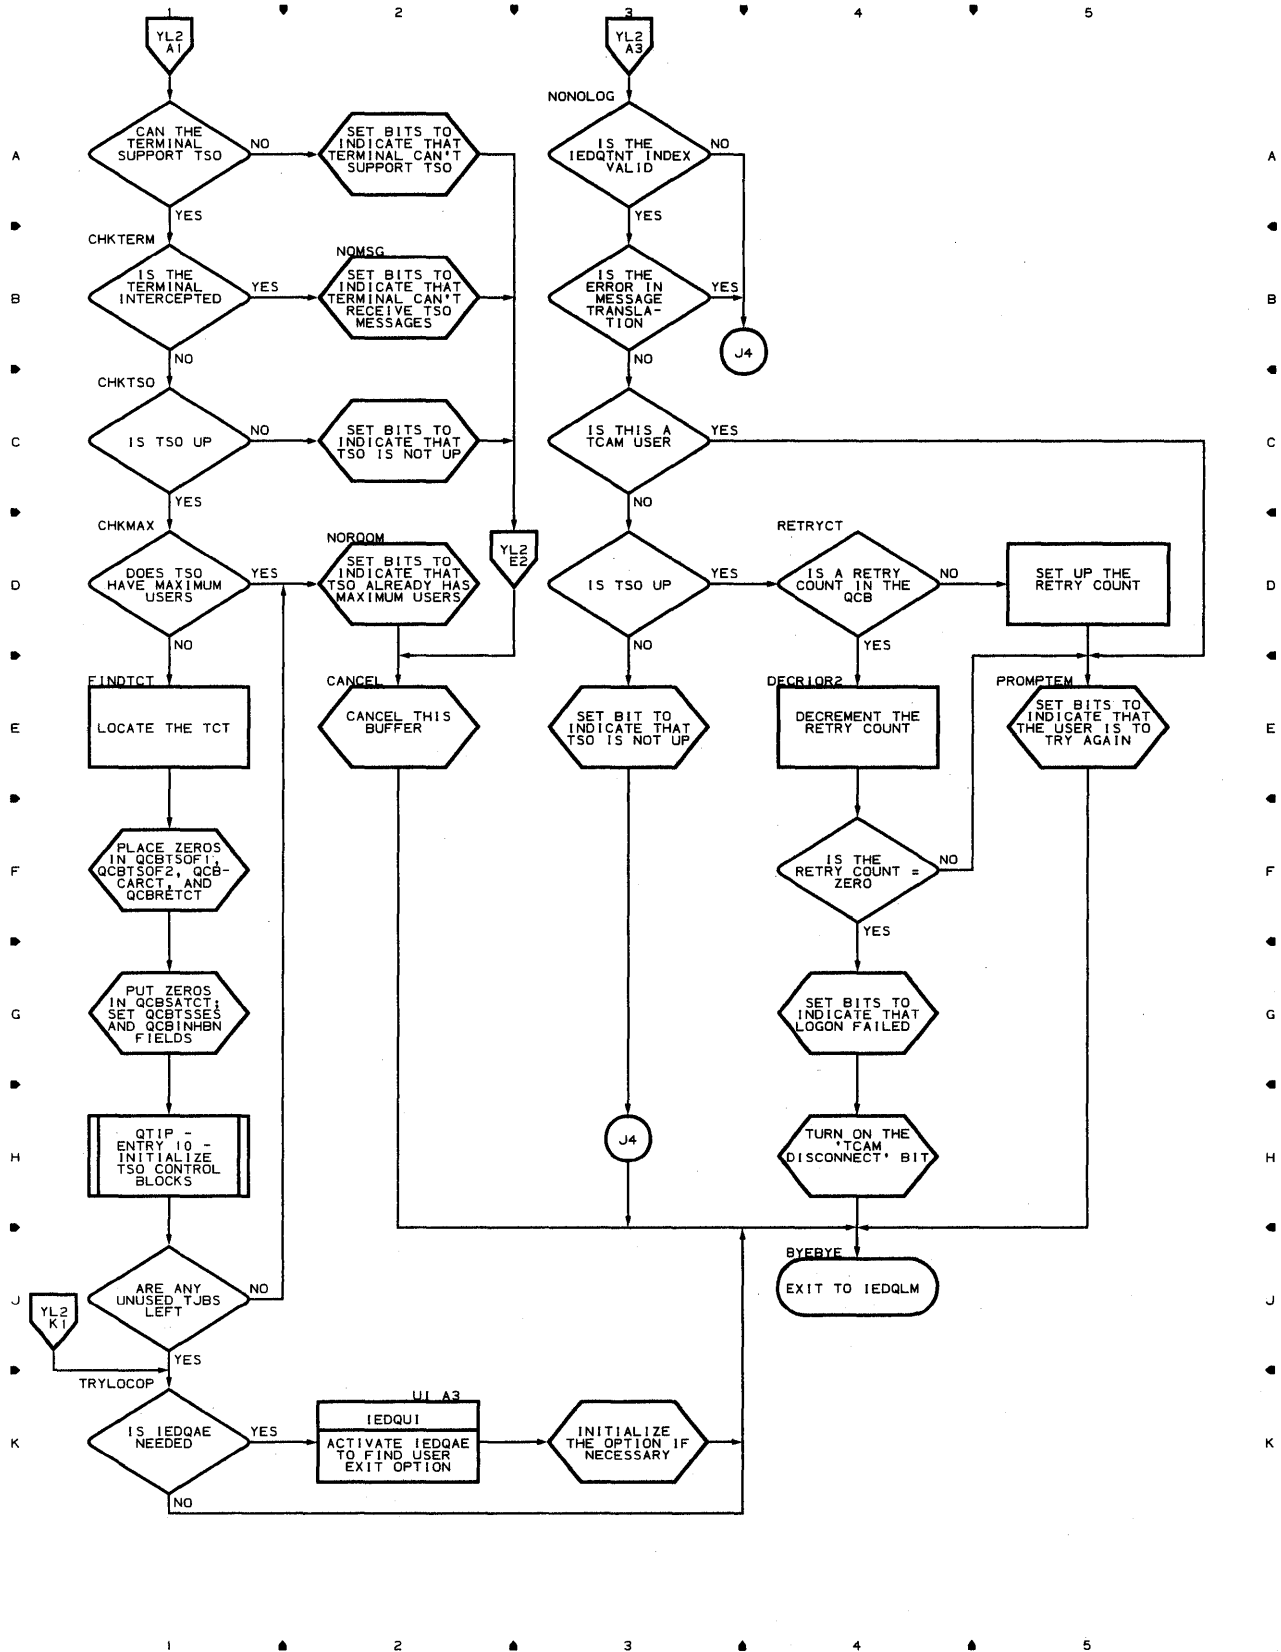 1 2 3 4 5
YL2
A1
YL2
A3
NONOLOG
A
CAN THE
TERMINAL
SUPPORT TSO
NO
SET BITS TO
INDICATE THAT
TERMINAL CAN'T
SUPPORT TSO
IS THE
IEDQTNT INDEX
VALID
NO
A
YES
YES
CHKTERM
NOMSG
B
IS THE
TERMINAL
INTERCEPTED
YES
SET BITS TO
INDICATE THAT
TERMINAL CAN'T
RECEIVE TSO
MESSAGES
IS THE
ERROR IN
MESSAGE
TRANSLA-
TION
YES
B
J4
NO
NO
CHKTSO
C
IS TSO UP
NO
SET BITS TO
INDICATE THAT
TSO IS NOT UP
IS THIS A
TCAM USER
YES
C
YES
NO
CHKMAX
NOROOM
YL2
E2
RETRYCT
D
DOES TSO
HAVE MAXIMUM
USERS
YES
SET BITS TO
INDICATE THAT
TSO ALREADY HAS
MAXIMUM USERS
IS TSO UP
YES
IS A RETRY
COUNT IN THE
QCB
NO
SET UP THE
RETRY COUNT
D
NO
NO
YES
FINDTCT
CANCEL
DECR1OR2
PROMPTEM
E
LOCATE THE TCT
CANCEL THIS
BUFFER
SET BIT TO
INDICATE THAT
TSO IS NOT UP
DECREMENT THE
RETRY COUNT
SET BITS TO
INDICATE THAT
THE USER IS TO
TRY AGAIN
E
F
PLACE ZEROS
IN QCBTSOF1,
QCBTSOF2, QCB-
CARCT, AND
QCBRETCT
IS THE
RETRY COUNT =
ZERO
NO
F
YES
G
PUT ZEROS
IN QCBSATCT;
SET QCBTSSES
AND QCBINHBN
FIELDS
SET BITS TO
INDICATE THAT
LOGON FAILED
G
H
QTIP -
ENTRY 10 -
INITIALIZE
TSO CONTROL
BLOCKS
J4
TURN ON THE
'TCAM
DISCONNECT' BIT
H
BYEBYE
J
ARE ANY
UNUSED TJBS
LEFT
NO
EXIT TO IEDQLM
J
YL2
K1
YES
TRYLOCOP
UI A3
K
IS IEDQAE
NEEDED
YES
IEDQUI
ACTIVATE IEDQAE
TO FIND USER
EXIT OPTION
INITIALIZE
THE OPTION IF
NECESSARY
K
NO
1 2 3 4 5